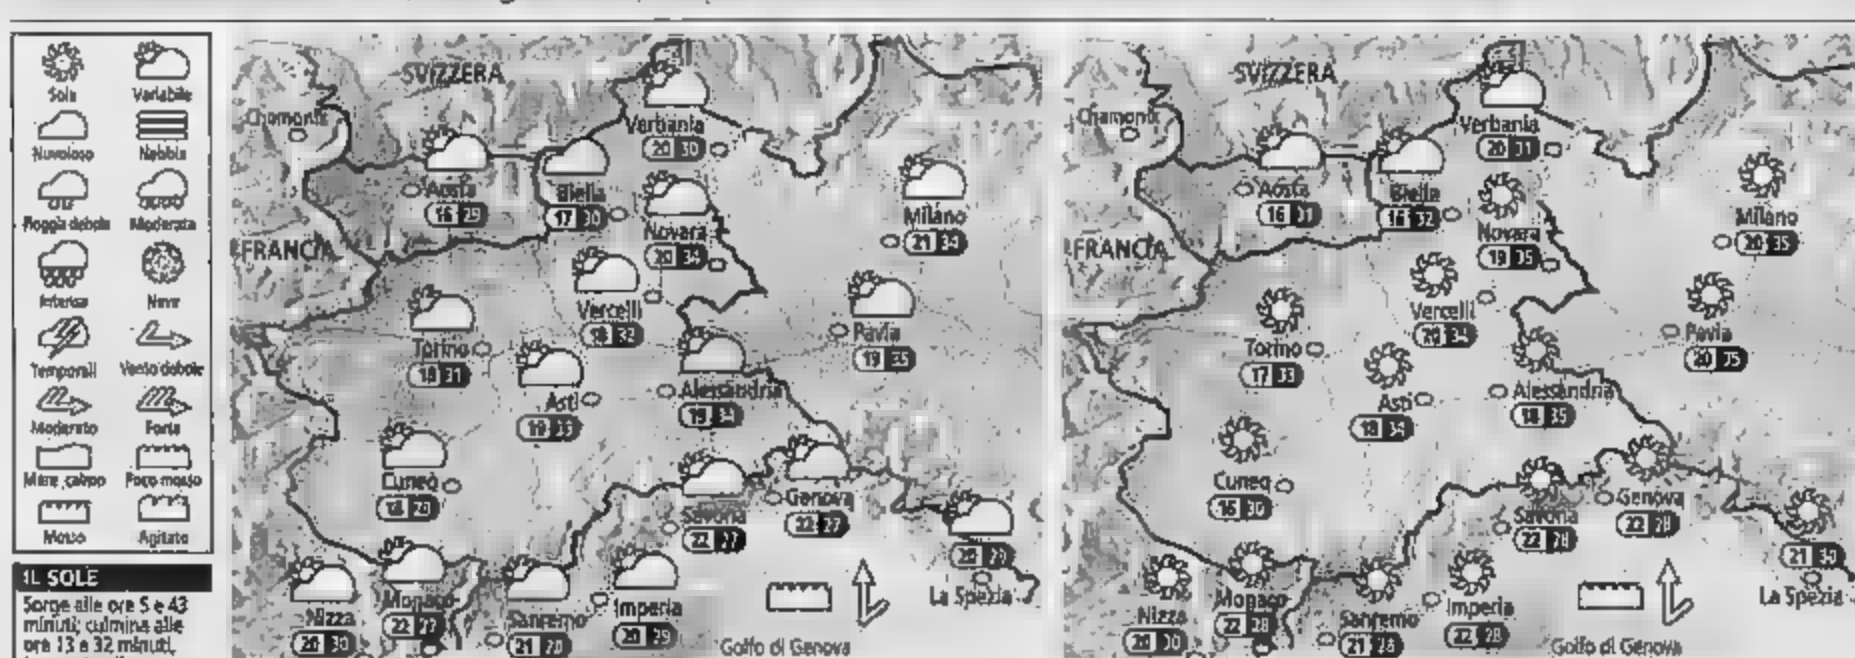 Sole
Variabile
Nuvoloso
Nebbia
Pioggia debole
Moderata
Intensa
Neve
Temporali
Vento debole
Moderato
Forte
Mare calmo
Poco mosso
Mosso
Agitato
IL SOLE
Sorge alle ore 5 e 43
minuti; culmina alle
ore 13 e 32 minuti,
SVIZZERA
Chamonix
Verbania
20 30
Aosta
16 29
Biella
17 30
Novara
20 34
Milano
21 34
FRANCIA
Vercelli
18 32
Torino
18 31
Pavia
19 35
Asti
19 33
Alessandria
19 34
Cuneo
Savona
22 27
Genova
22 27
La Spezia
Nizza
20 30
Monaco
22 27
Sanremo
Imperia
20 29
Golfo di Genova
SVIZZERA
Chamonix
Verbania
20 31
Aosta
16 31
Biella
16 32
Novara
19 35
Milano
20 35
FRANCIA
Vercelli
20 34
Torino
17 33
Pavia
20 35
Asti
18 34
Alessandria
18 35
Cuneo
16 30
Savona
22 28
Genova
22 28
21 30
La Spezia
Nizza
20 30
Monaco
22 28
Sanremo
21 28
Imperia
22 28
Golfo di Genova